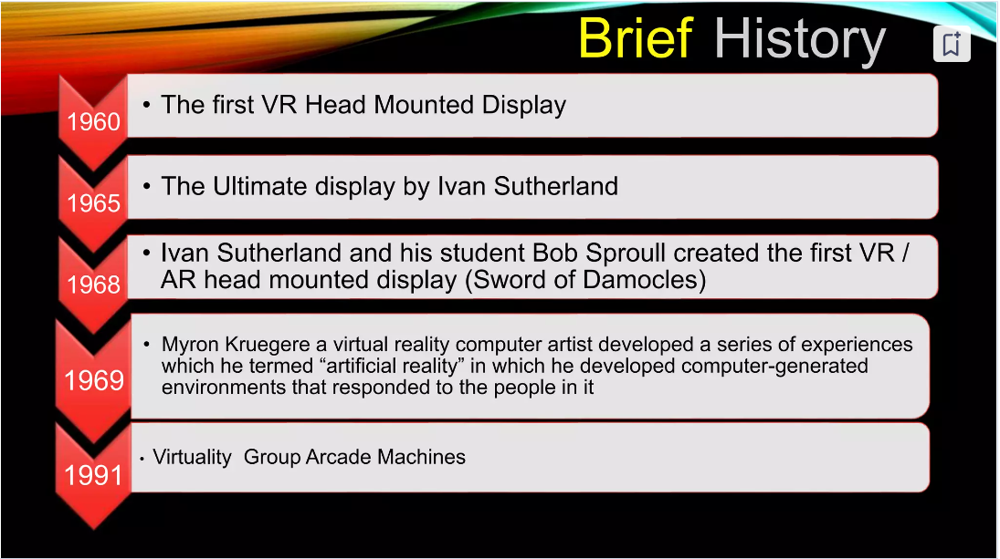 Brief History
1960
• The first VR Head Mounted Display
1965
• The Ultimate display by Ivan Sutherland
1968
• Ivan Sutherland and his student Bob Sproull created the first VR /
AR head mounted display (Sword of Damocles)
1969
• Myron Kruegere a virtual reality computer artist developed a series of experiences
which he termed “artificial reality” in which he developed computer-generated
environments that responded to the people in it
1991
• Virtuality  Group Arcade Machines